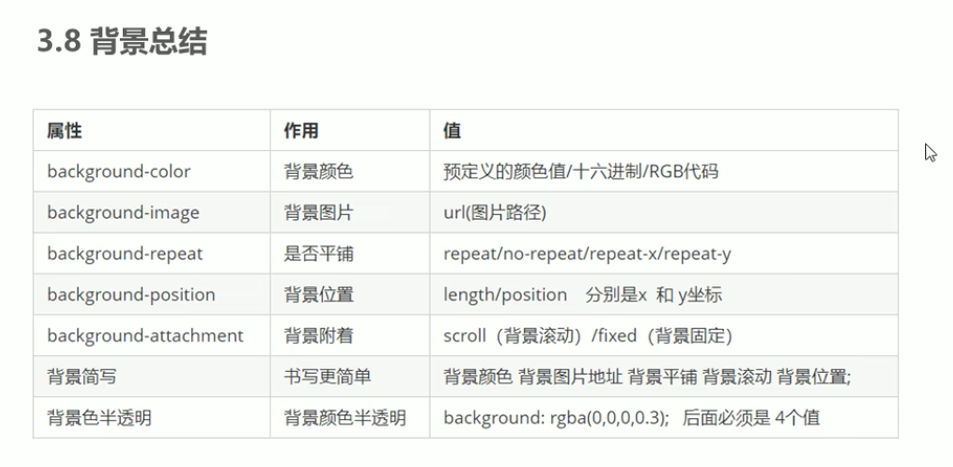 3.8 背景总结
属性 作用 值
background-color 背景颜色 预定义的颜色值/十六进制/RGB代码
background-image 背景图片 url(图片路径)
background-repeat 是否平铺 repeat/no-repeat/repeat-x/repeat-y
background-position 背景位置 length/position 分别是x 和 y坐标
background-attachment 背景附着 scroll（背景滚动）/fixed（背景固定）
背景简写 书写更简单 背景颜色 背景图片地址 背景平铺 背景滚动 背景位置;
背景色半透明 背景颜色半透明 background: rgba(0,0,0,0.3); 后面必须是 4个值